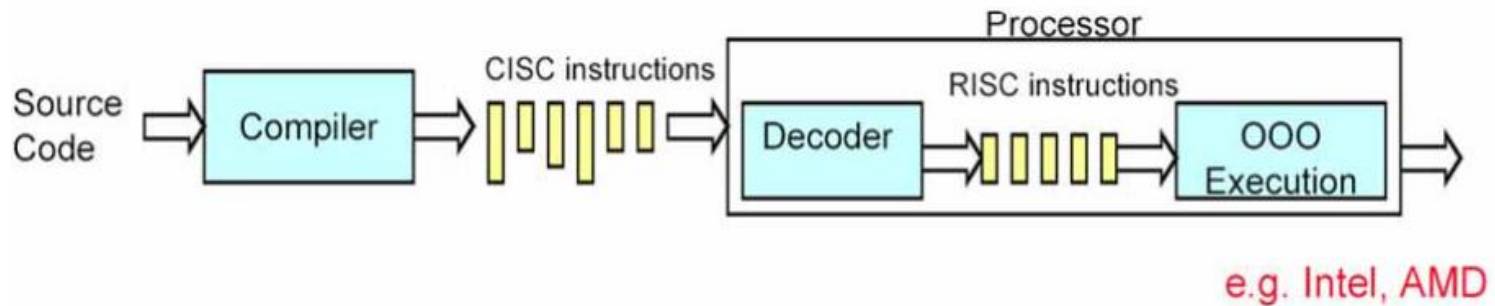 Processor
CISC instructions
RISC instructions
Source
Code
Compiler
Decoder
OOO
Execution
e.g. Intel, AMD